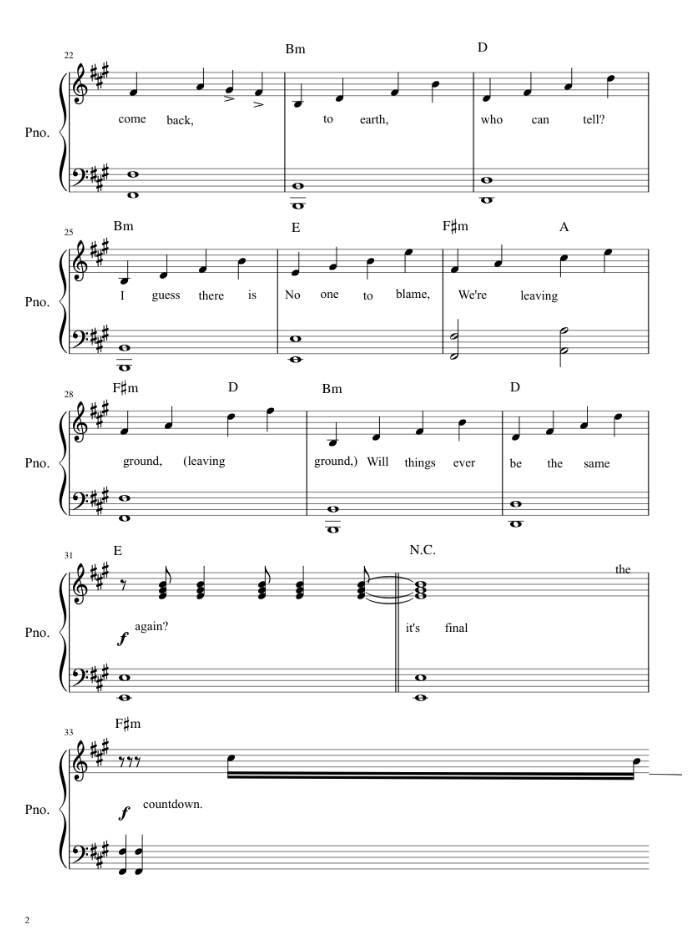 22
Bm D
come back, to earth, who can tell?
Pno.
25
Bm E F♯m A
I guess there is No one to blame, We're leaving
Pno.
28
F♯m D Bm D
ground, (leaving ground,) Will things ever be the same
Pno.
31
E N.C.
the
again? it's final
f
Pno.
33
F♯m
countdown.
f
Pno.
2